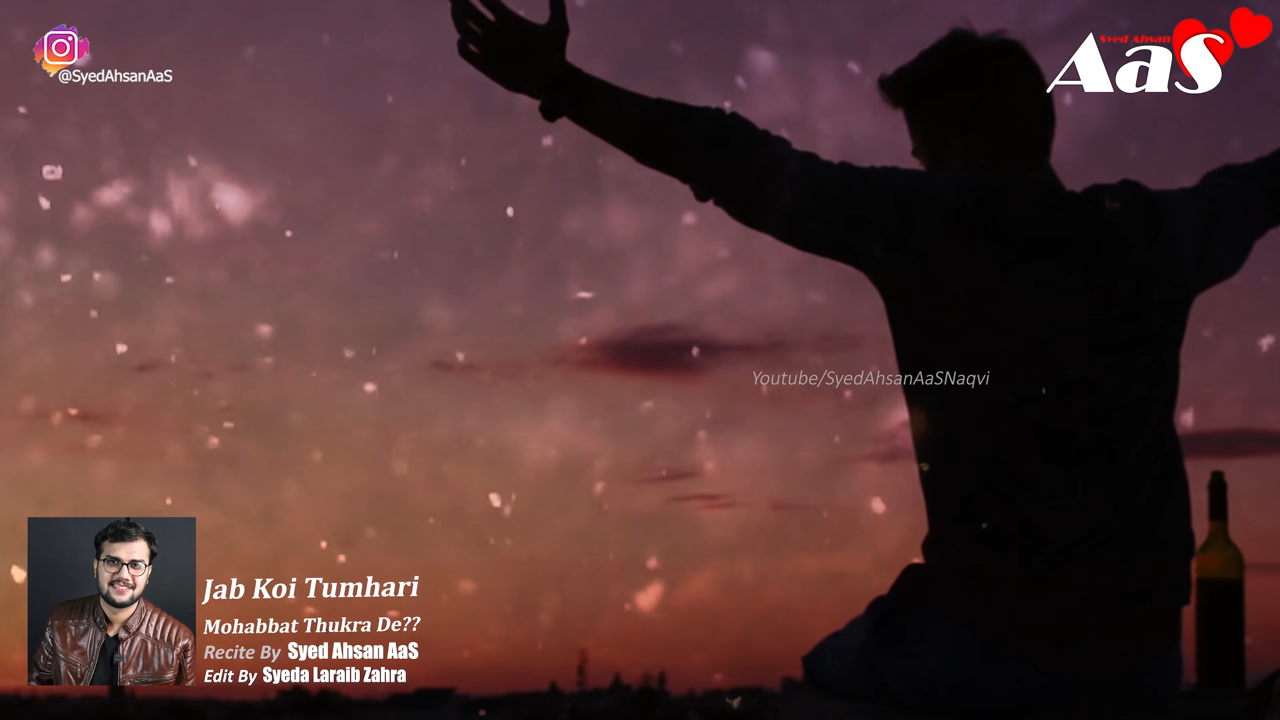 @SyedAhsanAaS
Syed Ahsan
AaS
Youtube/SyedAhsanAaSNaqvi
Jab Koi Tumhari
Mohabbat Thukra De??
Recite By Syed Ahsan AaS
Edit By Syeda Laraib Zahra